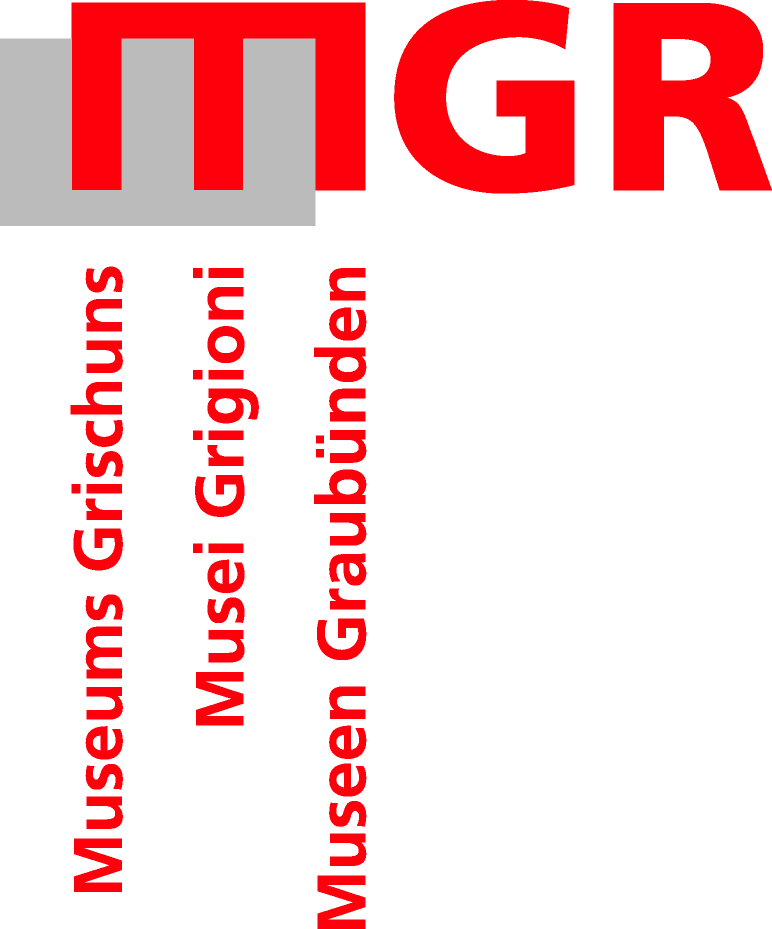 MGR
Museums Grischuns
Musei Grigioni
Museen Graubünden